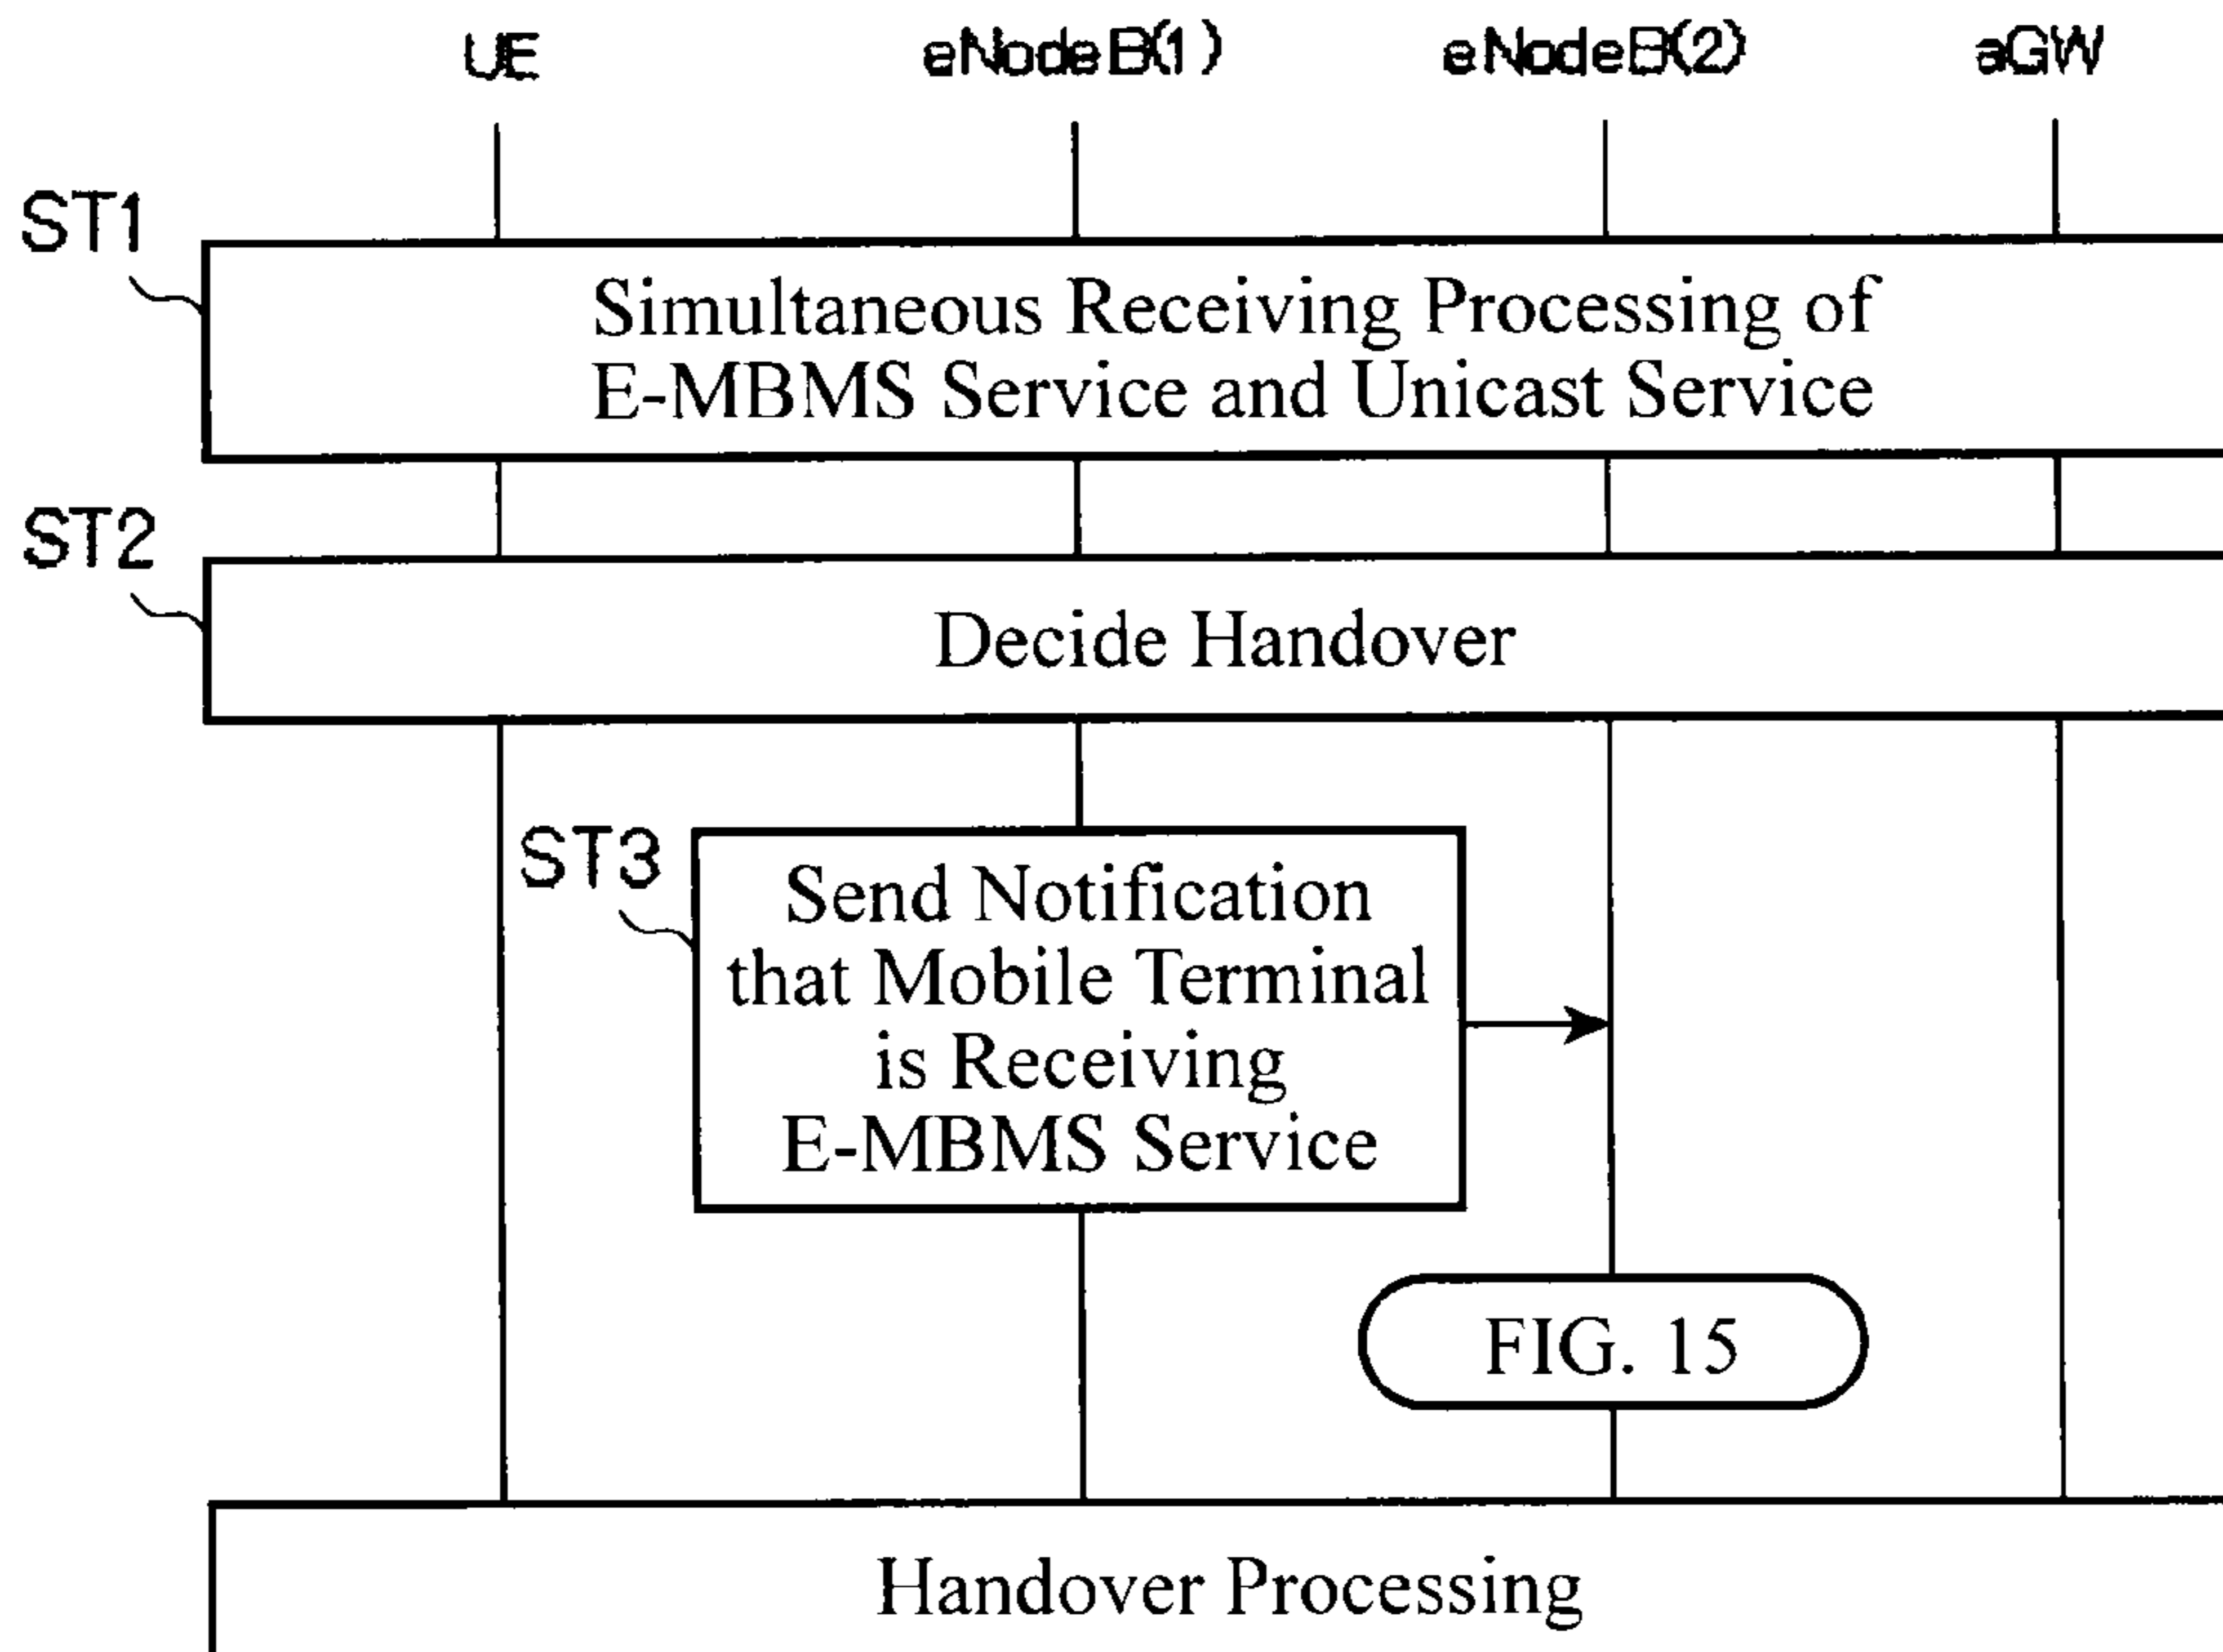 UE eNodeB(1) eNodeB(2) aGW
ST1
Simultaneous Receiving Processing of
E-MBMS Service and Unicast Service
ST2
Decide Handover
ST3
Send Notification
that Mobile Terminal
is Receiving
E-MBMS Service
FIG. 15
Handover Processing